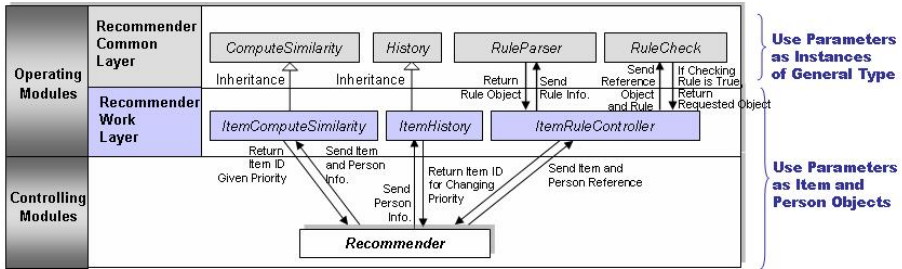 Operating
Modules
Recommender
Common
Layer
ComputeSimilarity
History
RuleParser
RuleCheck
Use Parameters
as Instances
of General Type
Inheritance
Inheritance
Return
Rule Object
Send
Rule Info.
Send
Reference
Object
and Rule
If Checking
Rule is True,
Return
Requested Object
Recommender
Work
Layer
ItemComputeSimilarity
ItemHistory
ItemRuleController
Return
Item ID
Given Priority
Send Item
and Person
Info.
Send
Person
Info.
Return Item ID
for Changing
Priority
Send Item and
Person Reference
Use Parameters
as Item and
Person Objects
Controlling
Modules
Recommender